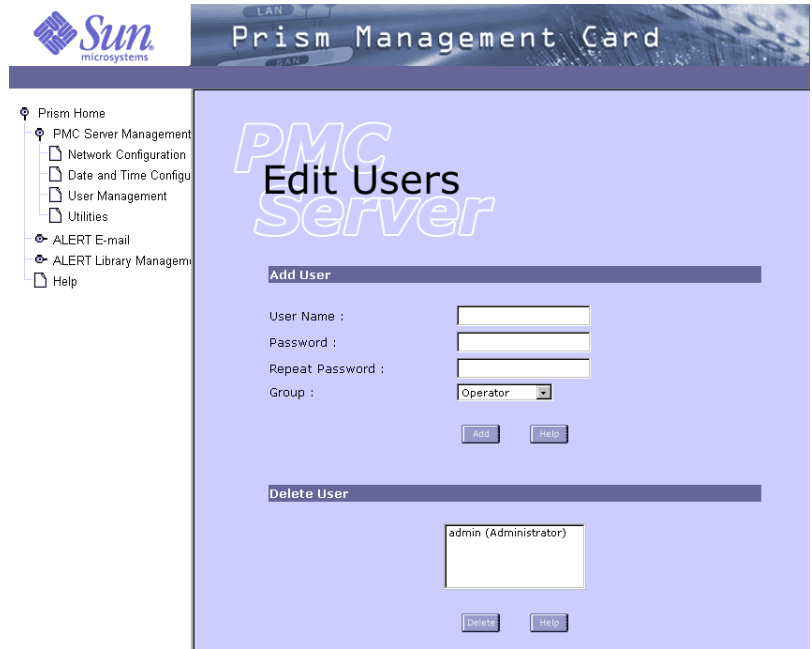 Sun
microsystems
LAN
Prism Management Card
SAN
Prism Home
PMC Server Management
Network Configuration
Date and Time Configu
User Management
Utilities
ALERT E-mail
ALERT Library Managem
Help
PMC
Edit Users
Server
Add User
User Name :
Password :
Repeat Password :
Group :
Operator
Add
Help
Delete User
admin (Administrator)
Delete
Help